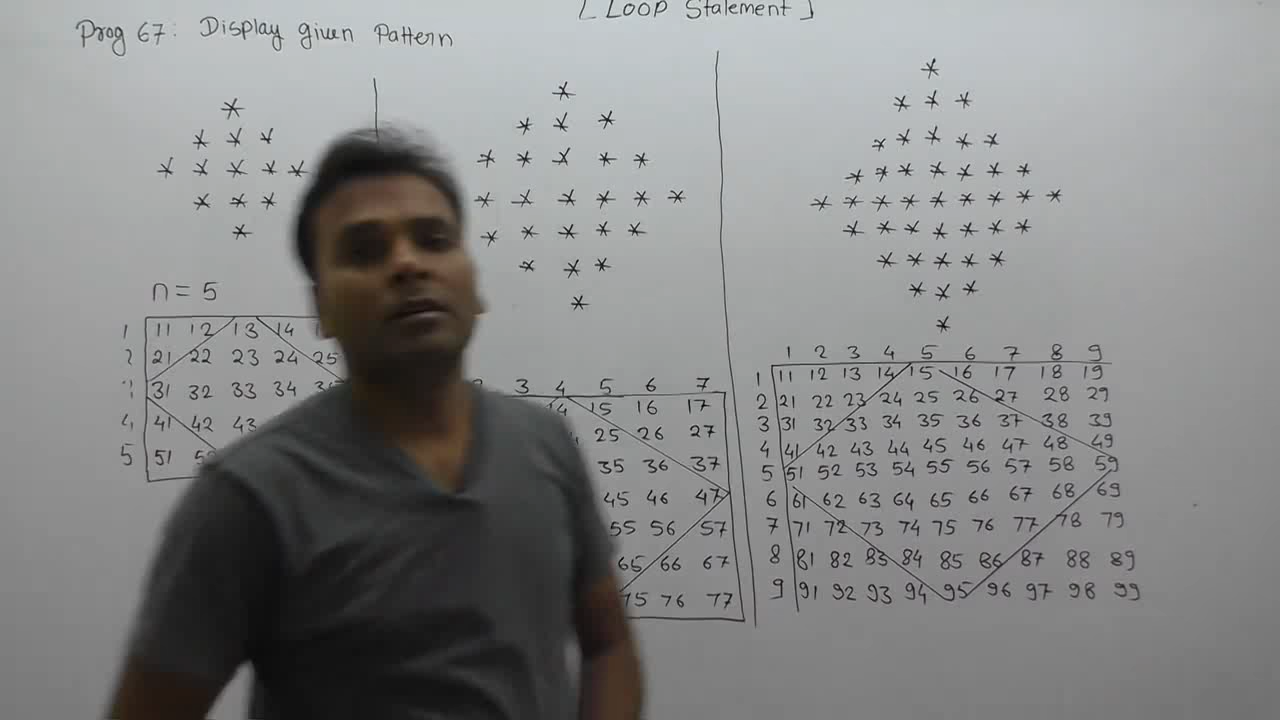 [ Loop Statement ]
Prog 67: Display given Pattern
*
* * *
* * * * *
* * *
*
*
* * *
* * * * *
* * * * * *
* * * * *
* * *
*
*
* * *
* * * * *
* * * * * * *
* * * * * * * * *
* * * * * * *
* * * * *
* * *
*
n = 5
1 11 12 13 14
2 21 22 23 24 25
31 32 33 34
4 41 42 43
5 51
3 4 5 6 7
14 15 16 17
25 26 27
35 36 37
45 46 47
55 56 57
65 66 67
75 76 77
1 2 3 4 5 6 7 8 9
1 11 12 13 14 15 16 17 18 19
2 21 22 23 24 25 26 27 28 29
3 31 32 33 34 35 36 37 38 39
4 41 42 43 44 45 46 47 48 49
5 51 52 53 54 55 56 57 58 59
6 61 62 63 64 65 66 67 68 69
7 71 72 73 74 75 76 77 78 79
8 81 82 83 84 85 86 87 88 89
9 91 92 93 94 95 96 97 98 99